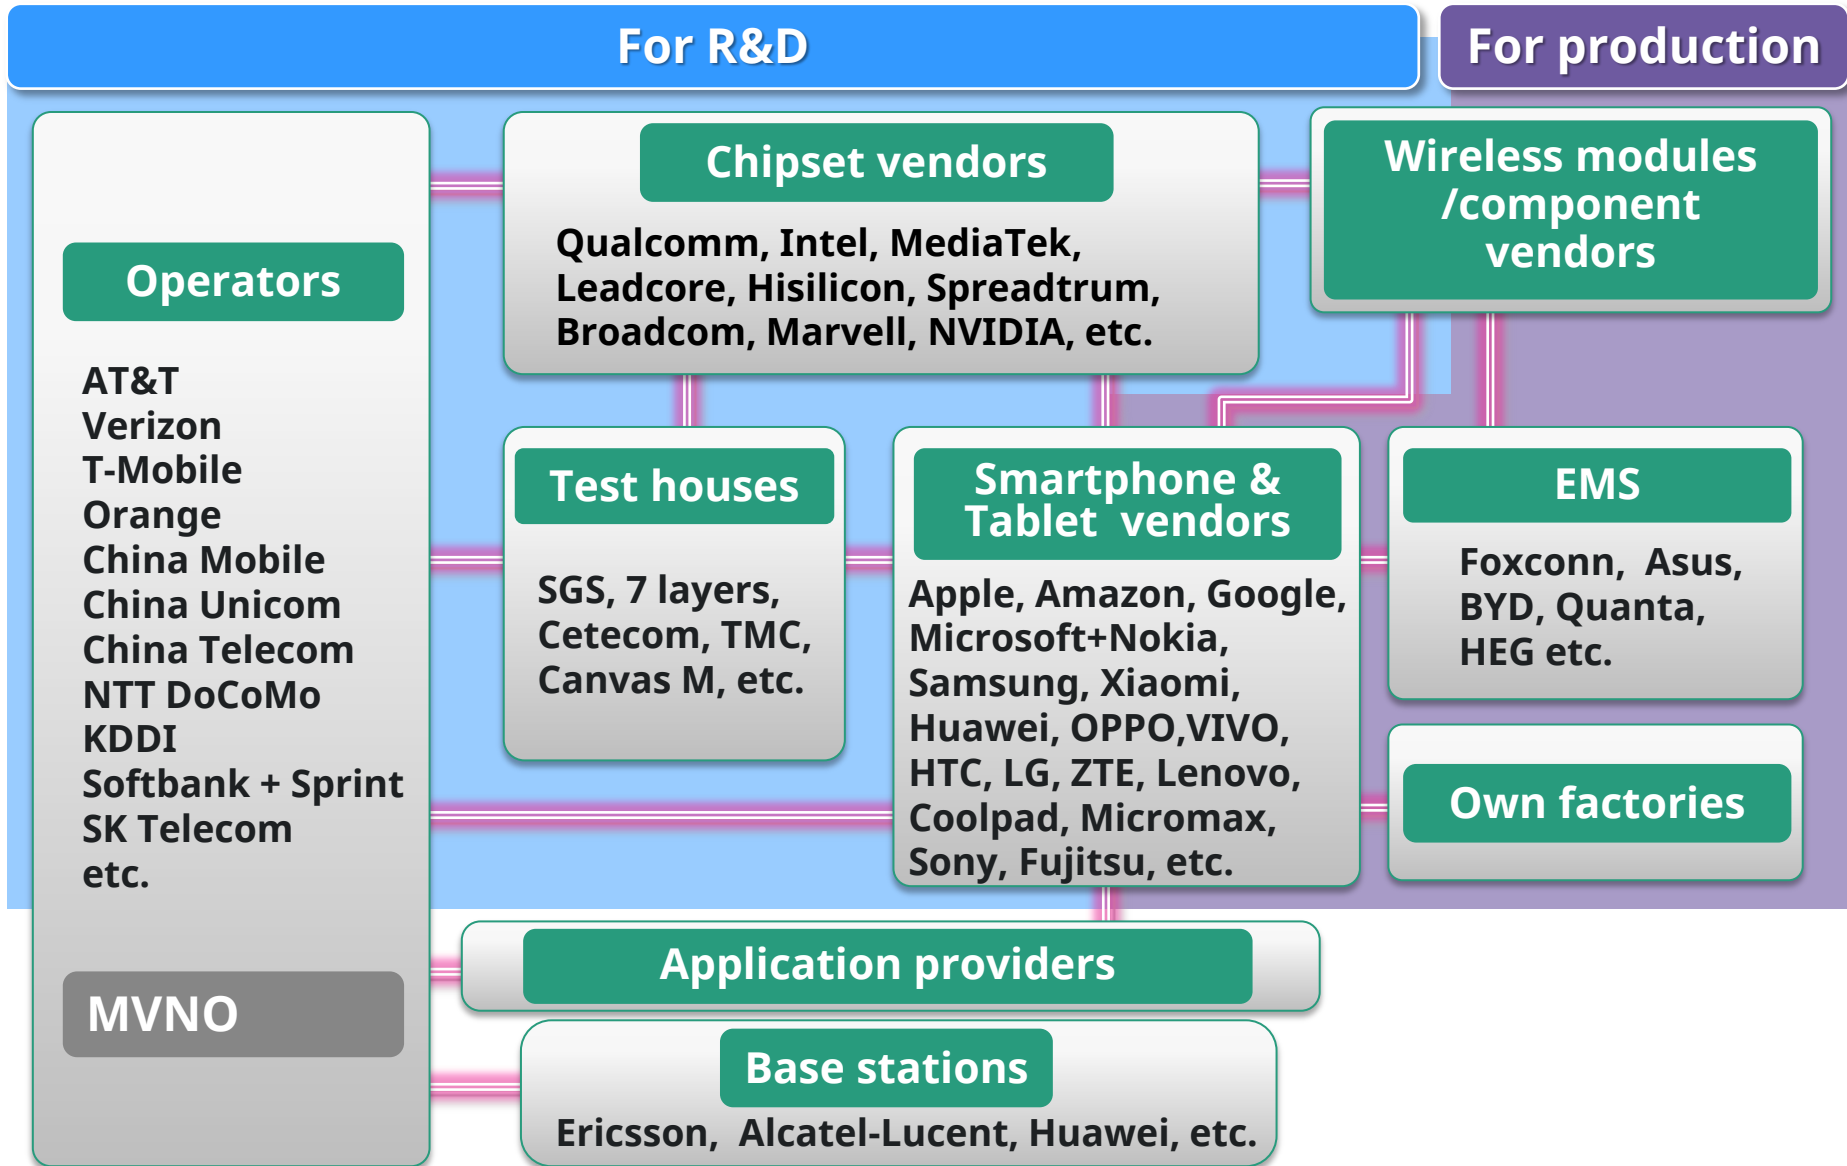 For R&D
For production
Operators
AT&T
Verizon
T-Mobile
Orange
China Mobile
China Unicom
China Telecom
NTT DoCoMo
KDDI
Softbank + Sprint
SK Telecom
etc.
MVNO
Chipset vendors
Qualcomm, Intel, MediaTek,
Leadcore, Hisilicon, Spreadtrum,
Broadcom, Marvell, NVIDIA, etc.
Wireless modules
/component
vendors
Test houses
SGS, 7 layers,
Cetecom, TMC,
Canvas M, etc.
Smartphone &
Tablet  vendors
Apple, Amazon, Google,
Microsoft+Nokia,
Samsung, Xiaomi,
Huawei, OPPO,VIVO,
HTC, LG, ZTE, Lenovo,
Coolpad, Micromax,
Sony, Fujitsu, etc.
EMS
Foxconn,  Asus,
BYD, Quanta,
HEG etc.
Own factories
Application providers
Base stations
Ericsson,  Alcatel-Lucent, Huawei, etc.